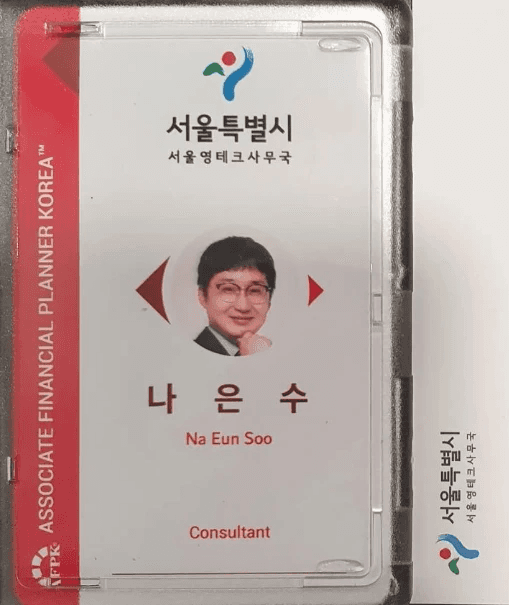 서울특별시
서울영테크사무국
나 은 수
Na Eun Soo
Consultant
ASSOCIATE FINANCIAL PLANNER KOREA™
AFPK
서울특별시
서울영테크사무국